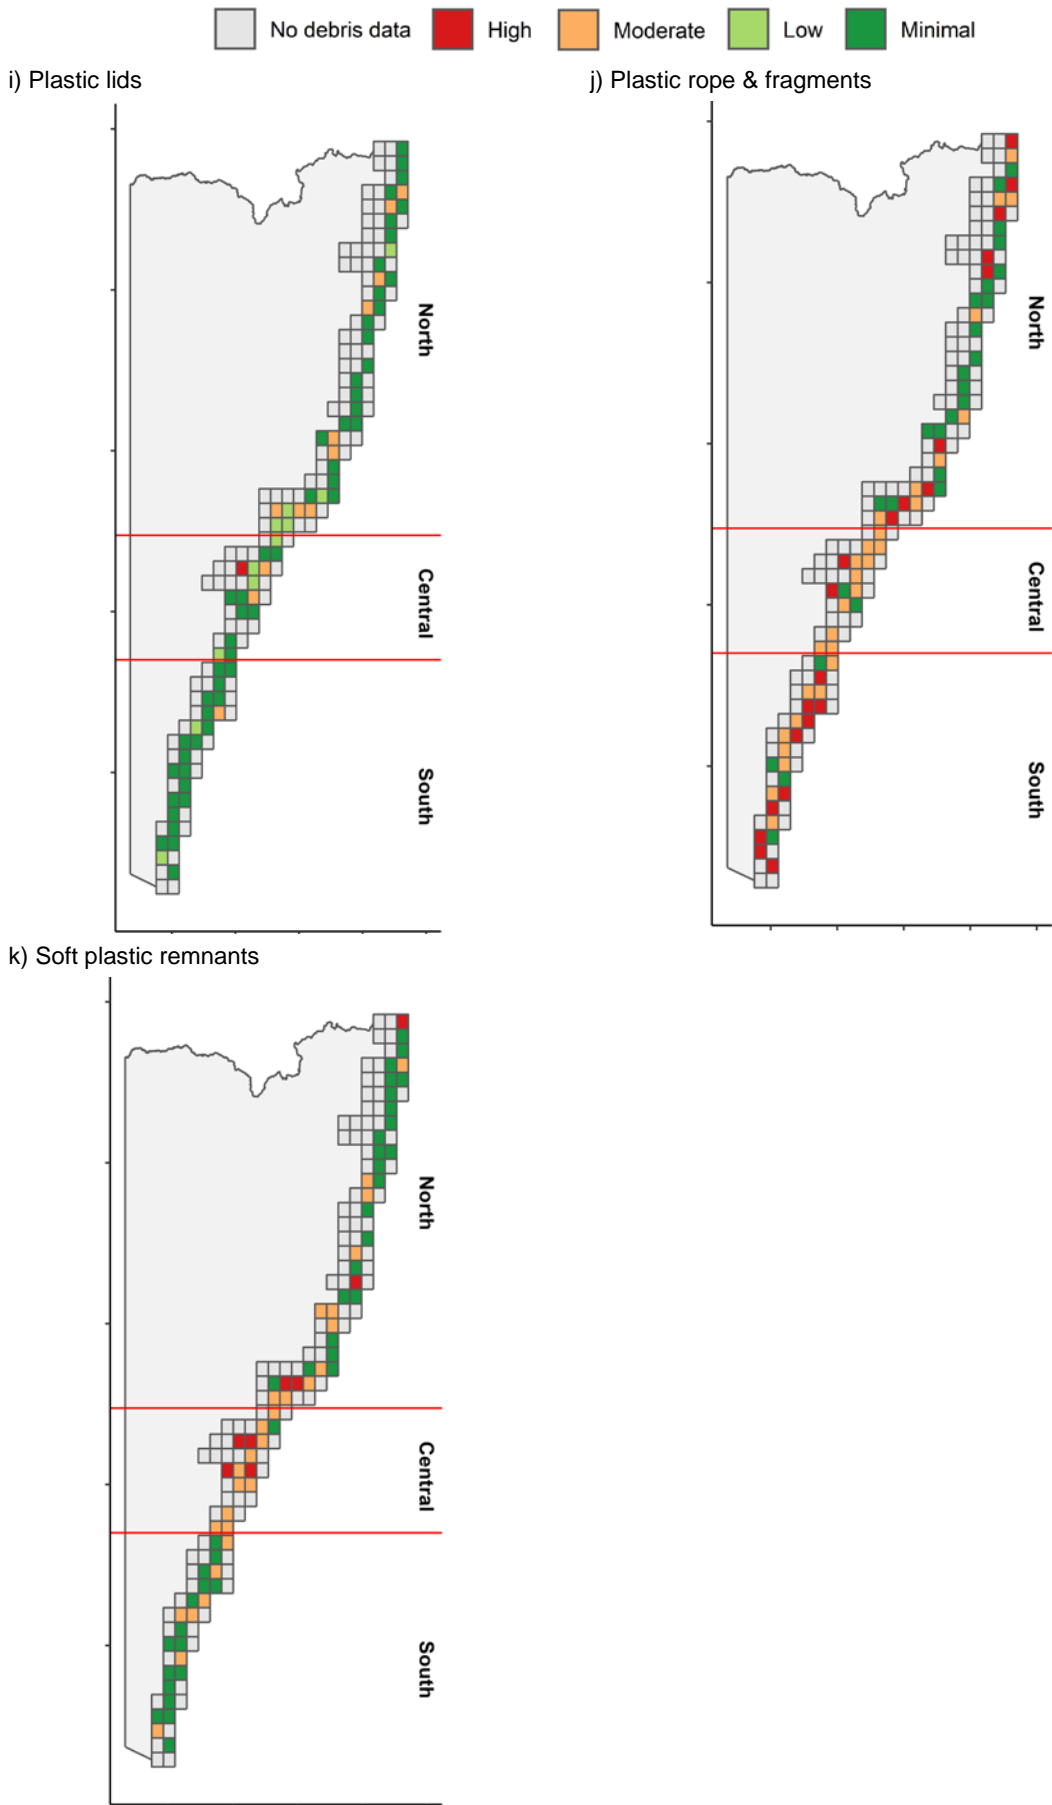 No debris data High Moderate Low Minimal
i) Plastic lids
j) Plastic rope & fragments
North
Central
South
North
Central
South
k) Soft plastic remnants
North
Central
South